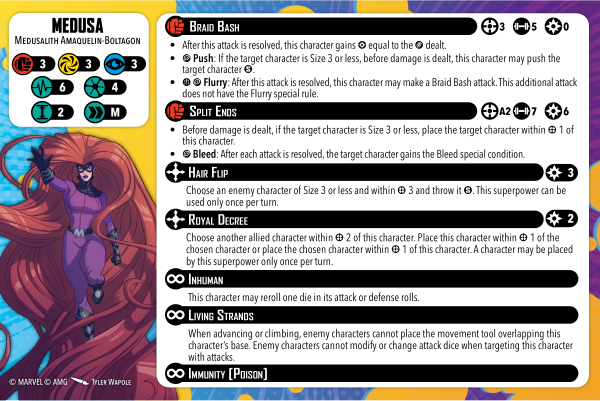 MEDUSA
MEDUSALITH AMAQUELIN-BOLTAGON
3 3 3
6 4
2 M
BRAID BASH 3 5 0
• After this attack is resolved, this character gains equal to the dealt.
• Push: If the target character is Size 3 or less, before damage is dealt, this character may push the
target character S.
• Flurry: After this attack is resolved, this character may make a Braid Bash attack. This additional attack
does not have the Flurry special rule.
SPLIT ENDS A2 7 6
• Before damage is dealt, if the target character is Size 3 or less, place the target character within 1 of
this character.
• Bleed: After each attack is resolved, the target character gains the Bleed special condition.
HAIR FLIP 3
Choose an enemy character of Size 3 or less and within 3 and throw it S. This superpower can be
used only once per turn.
ROYAL DECREE 2
Choose another allied character within 2 of this character. Place this character within 1 of the
chosen character or place the chosen character within 1 of this character. A character may be placed
by this superpower only once per turn.
INHUMAN
This character may reroll one die in its attack or defense rolls.
LIVING STRANDS
When advancing or climbing, enemy characters cannot place the movement tool overlapping this
character's base. Enemy characters cannot modify or change attack dice when targeting this character
with attacks.
IMMUNITY [POISON]
© MARVEL © AMG TYLER WAPOLE